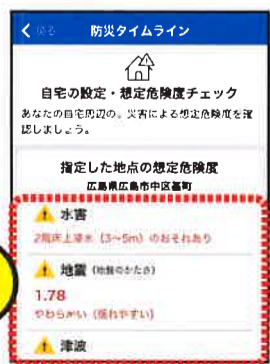 戻る 防災タイムライン
自宅の設定・想定危険度チェック
あなたの自宅周辺の、災害による想定危険度を確
認しましょう。
指定した地点の想定危険度
広島県広島市中区基町
水害
2階床上浸水（3～5m）のおそれあり
地震（地盤のかたさ）
1.78
やわらかい（揺れやすい）
津波